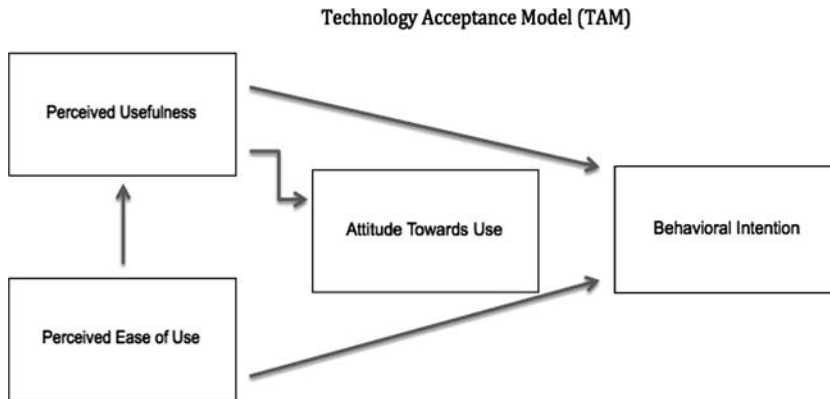 Technology Acceptance Model (TAM)
Perceived Usefulness
Attitude Towards Use
Behavioral Intention
Perceived Ease of Use